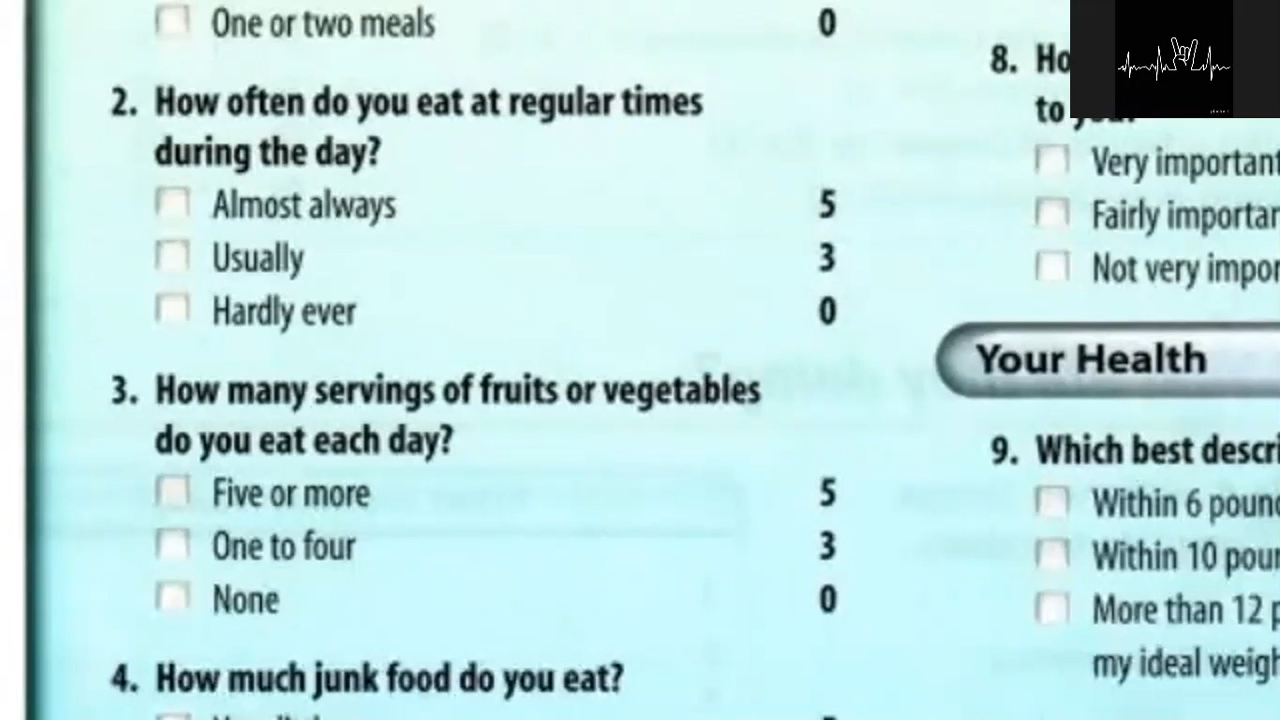 One or two meals 0
2. How often do you eat at regular times
during the day?
Almost always 5
Usually 3
Hardly ever 0
3. How many servings of fruits or vegetables
do you eat each day?
Five or more 5
One to four 3
None 0
4. How much junk food do you eat?
8. Ho
to you?
Very important
Fairly importan
Not very impor
Your Health
9. Which best descri
Within 6 pound
Within 10 poun
More than 12 p
my ideal weigh